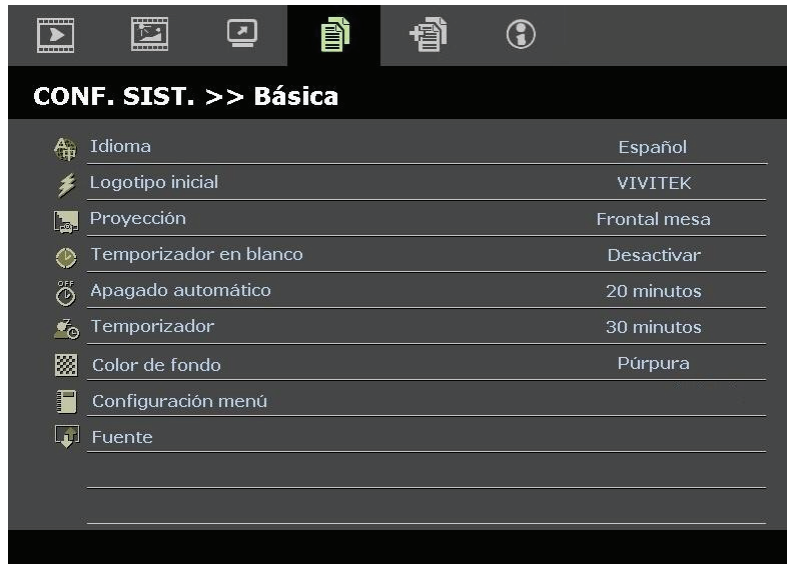 CONF. SIST. >> Básica
Idioma Español
Logotipo inicial VIVITEK
Proyección Frontal mesa
Temporizador en blanco Desactivar
OFF
Apagado automático 20 minutos
Temporizador 30 minutos
Color de fondo Púrpura
Configuración menú
Fuente